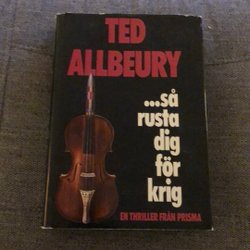 TED
ALLBEURY
...så
rusta
dig
för
krig
EN THRILLER FRÅN PRISMA